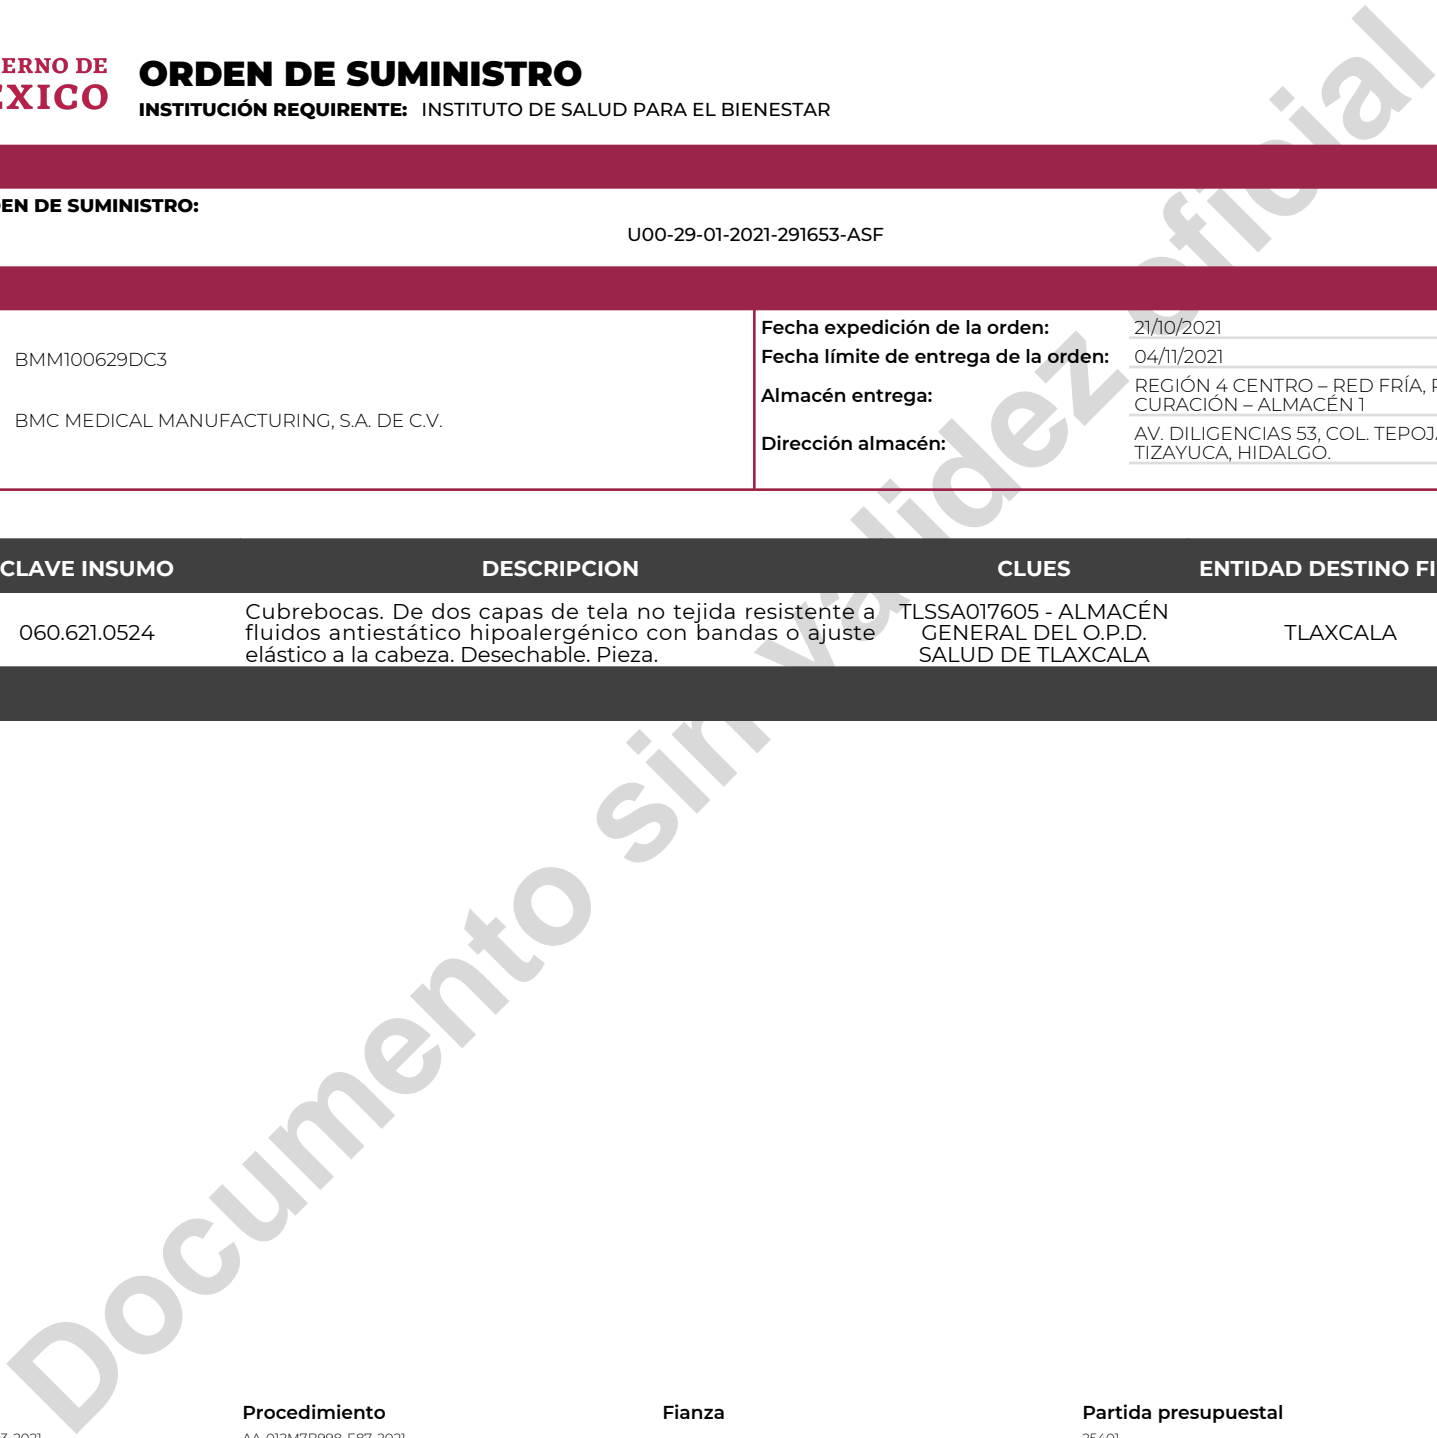 ERNO DE
ÉXICO
ORDEN DE SUMINISTRO
INSTITUCIÓN REQUIRENTE: INSTITUTO DE SALUD PARA EL BIENESTAR
EN DE SUMINISTRO:
U00-29-01-2021-291653-ASF
BMM100629DC3
BMC MEDICAL MANUFACTURING, S.A. DE C.V.
Fecha expedición de la orden: 21/10/2021
Fecha límite de entrega de la orden: 04/11/2021
Almacén entrega: REGIÓN 4 CENTRO – RED FRÍA,
CURACIÓN – ALMACÉN 1
Dirección almacén: AV. DILIGENCIAS 53, COL. TEPOJA
TIZAYUCA, HIDALGO.
CLAVE INSUMO DESCRIPCION CLUES ENTIDAD DESTINO FI
060.621.0524
Cubrebocas. De dos capas de tela no tejida resistente a
fluidos antiestático hipoalergénico con bandas o ajuste
elástico a la cabeza. Desechable. Pieza.
TLSSA017605 - ALMACÉN
GENERAL DEL O.P.D.
SALUD DE TLAXCALA
TLAXCALA
Documento sin validez oficial
Procedimiento Fianza Partida presupuestal